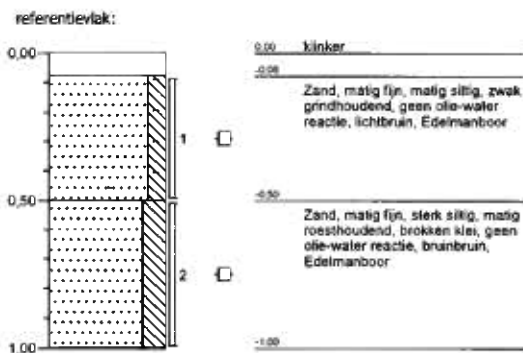 referentievlak:
0,00
0,50
1,00
1
2
0,00 klinker
-0,08
Zand, matig fijn, matig siltig, zwak
grindhoudend, geen olie-water
reactie, lichtbruin, Edelmanboor
-0,50
Zand, matig fijn, sterk siltig, matig
roesthoudend, brokken klei, geen
olie-water reactie, bruinbruin,
Edelmanboor
-1,00